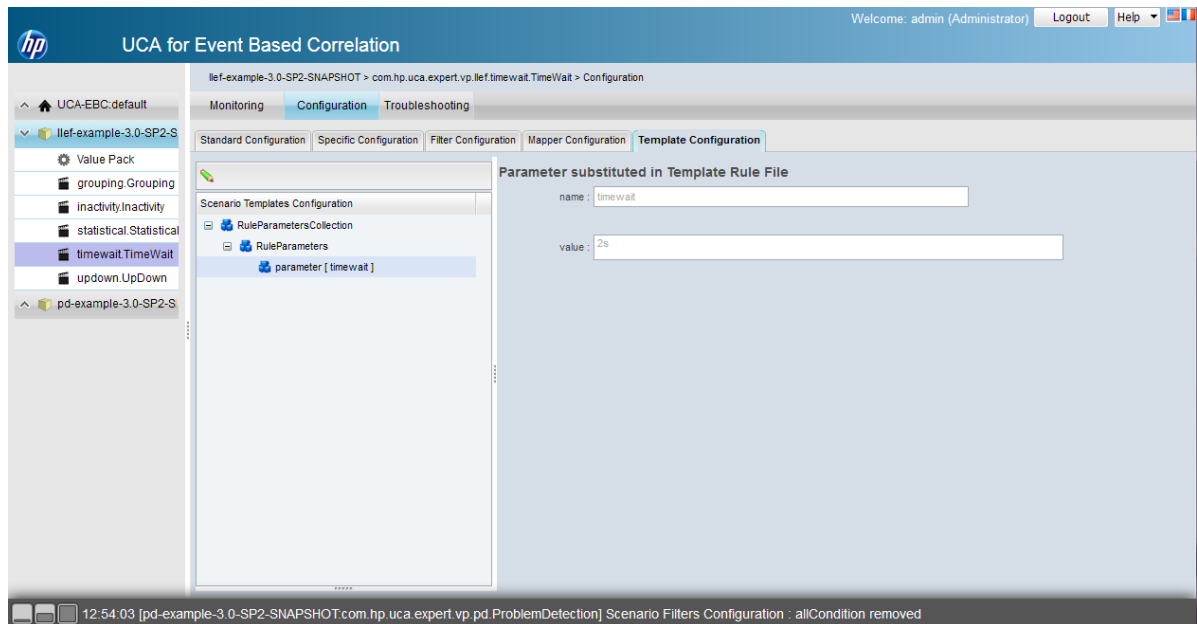 Welcome: admin (Administrator) Logout Help
hp UCA for Event Based Correlation
llef-example-3.0-SP2-SNAPSHOT > com.hp.uca.expert.vp.llef.timewait.TimeWait > Configuration
UCA-EBC:default
Monitoring Configuration Troubleshooting
llef-example-3.0-SP2-S
Standard Configuration Specific Configuration Filter Configuration Mapper Configuration Template Configuration
Value Pack
grouping.Grouping
inactivity.Inactivity
statistical.Statistical
timewait.TimeWait
updown.UpDown
pd-example-3.0-SP2-S
Scenario Templates Configuration
RuleParametersCollection
RuleParameters
parameter [ timewait ]
Parameter substituted in Template Rule File
name : timewait
value : 2s
12:54:03 [pd-example-3.0-SP2-SNAPSHOT:com.hp.uca.expert.vp.pd.ProblemDetection] Scenario Filters Configuration : allCondition removed